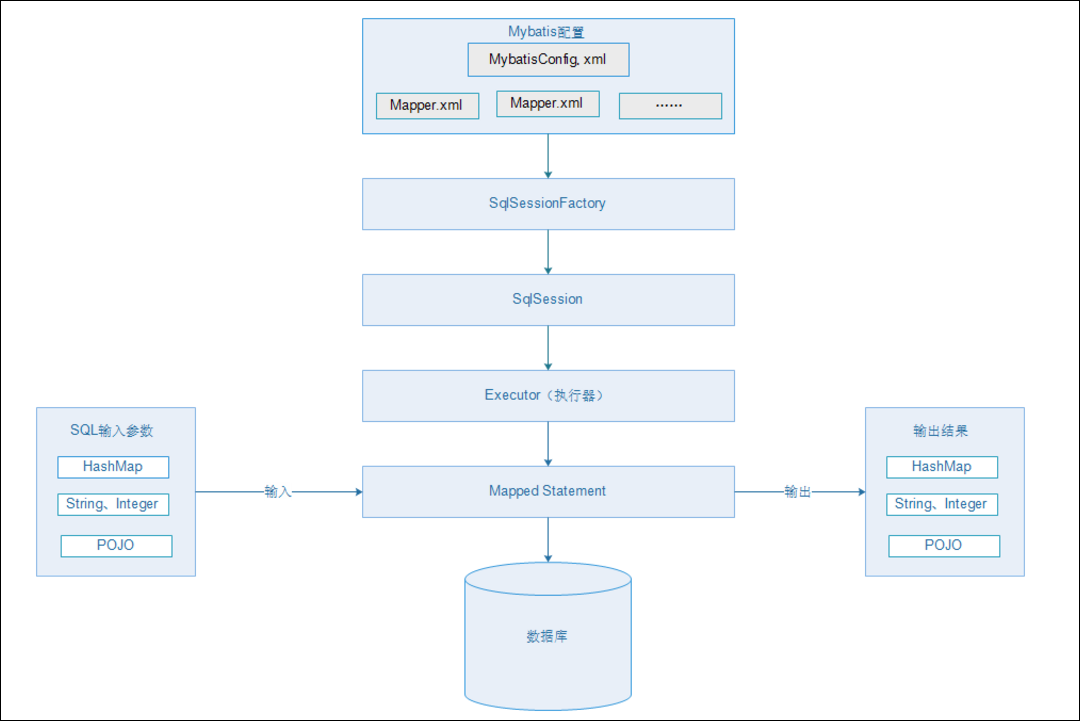 Mybatis配置
MybatisConfig.xml
Mapper.xml
Mapper.xml
······
SqlSessionFactory
SqlSession
Executor（执行器）
SQL输入参数
HashMap
String、Integer
POJO
输入
Mapped Statement
输出
输出结果
HashMap
String、Integer
POJO
数据库